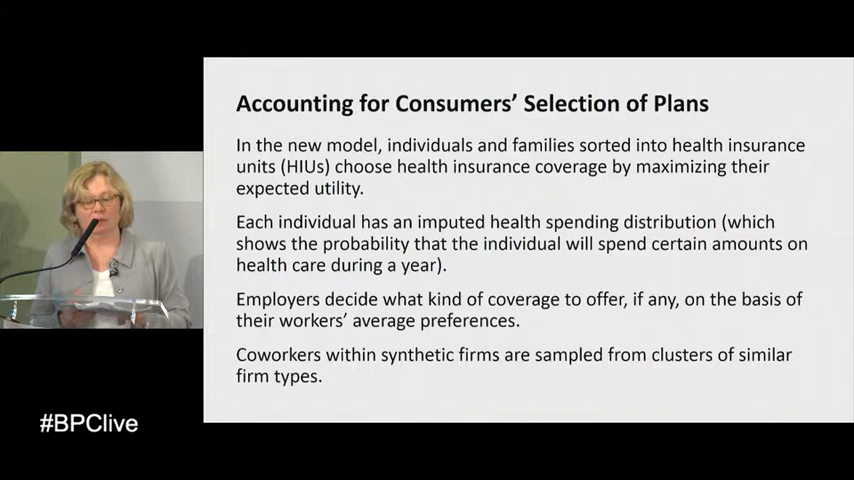 Accounting for Consumers' Selection of Plans
In the new model, individuals and families sorted into health insurance
units (HIUs) choose health insurance coverage by maximizing their
expected utility.
Each individual has an imputed health spending distribution (which
shows the probability that the individual will spend certain amounts on
health care during a year).
Employers decide what kind of coverage to offer, if any, on the basis of
their workers' average preferences.
Coworkers within synthetic firms are sampled from clusters of similar
firm types.
#BPClive